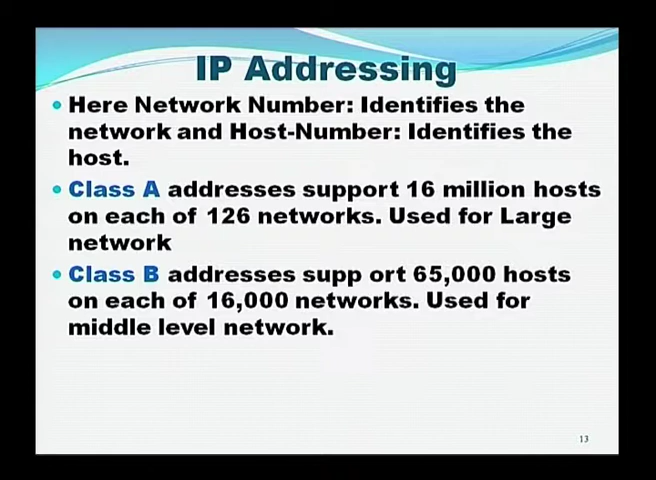 IP Addressing
Here Network Number: Identifies the
network and Host-Number: Identifies the
host.
Class A addresses support 16 million hosts
on each of 126 networks. Used for Large
network
Class B addresses supp ort 65,000 hosts
on each of 16,000 networks. Used for
middle level network.
13